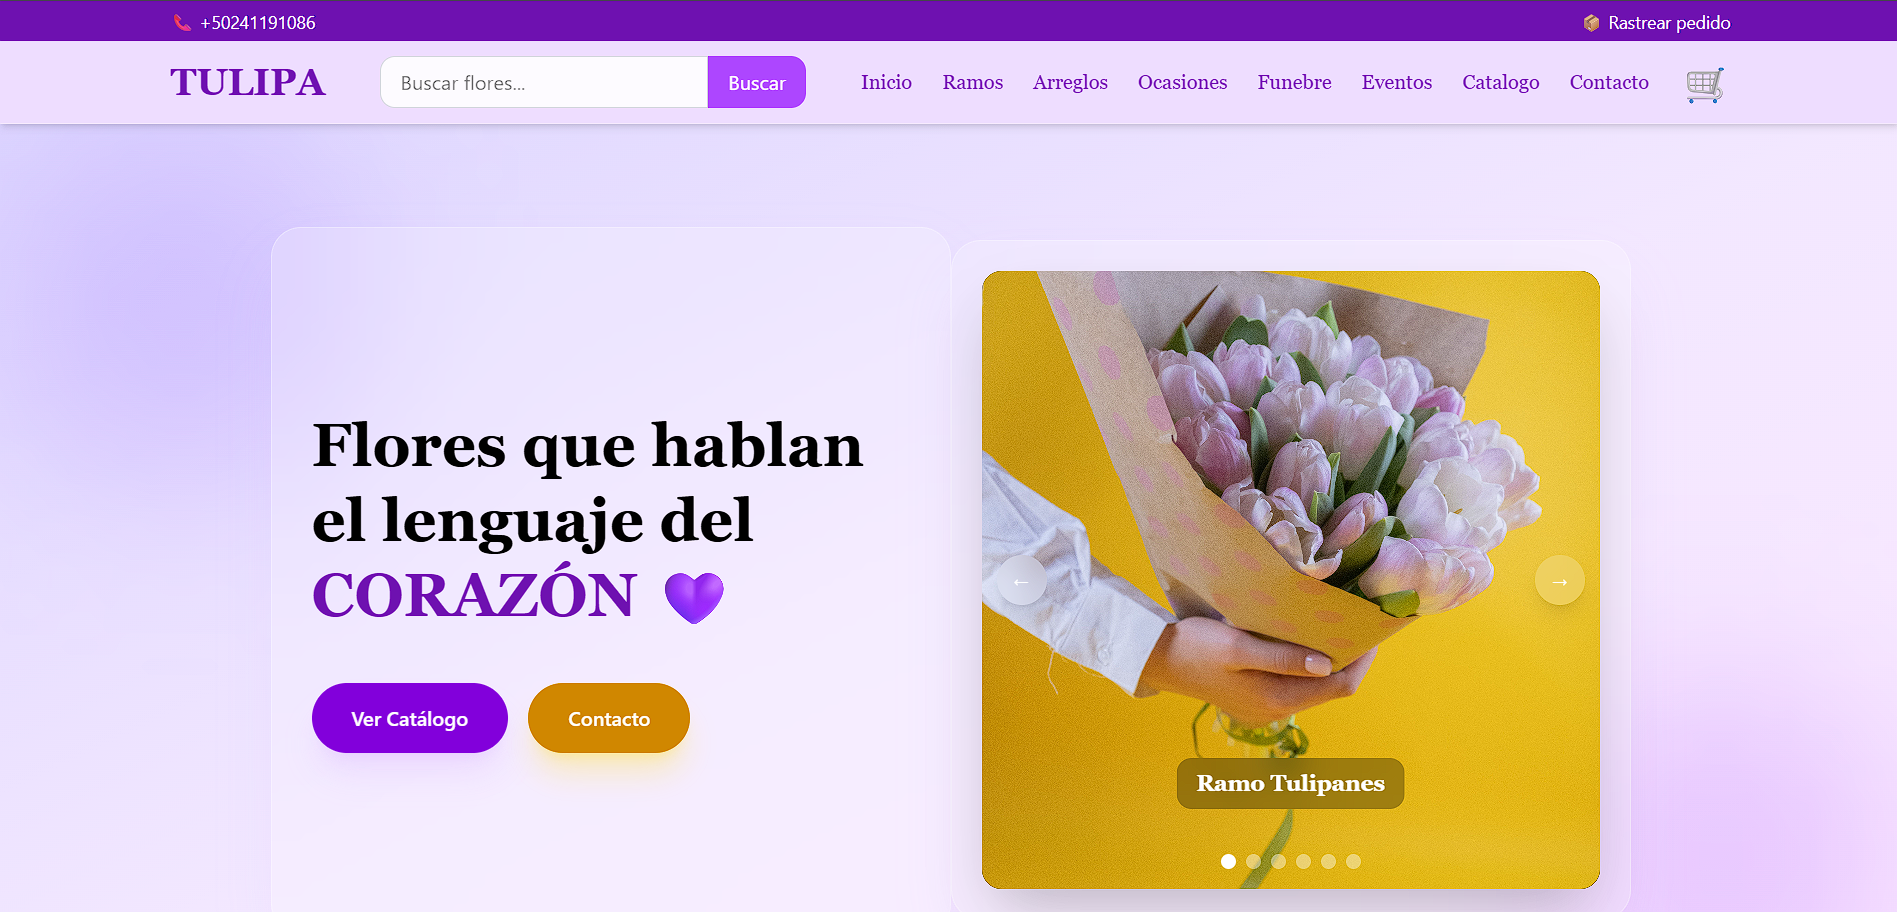 +50241191086
Rastrear pedido
TULIPA
Buscar flores...
Buscar
Inicio
Ramos
Arreglos
Ocasiones
Funebre
Eventos
Catalogo
Contacto
Flores que hablan
el lenguaje del
CORAZÓN
Ver Catálogo
Contacto
←
→
Ramo Tulipanes